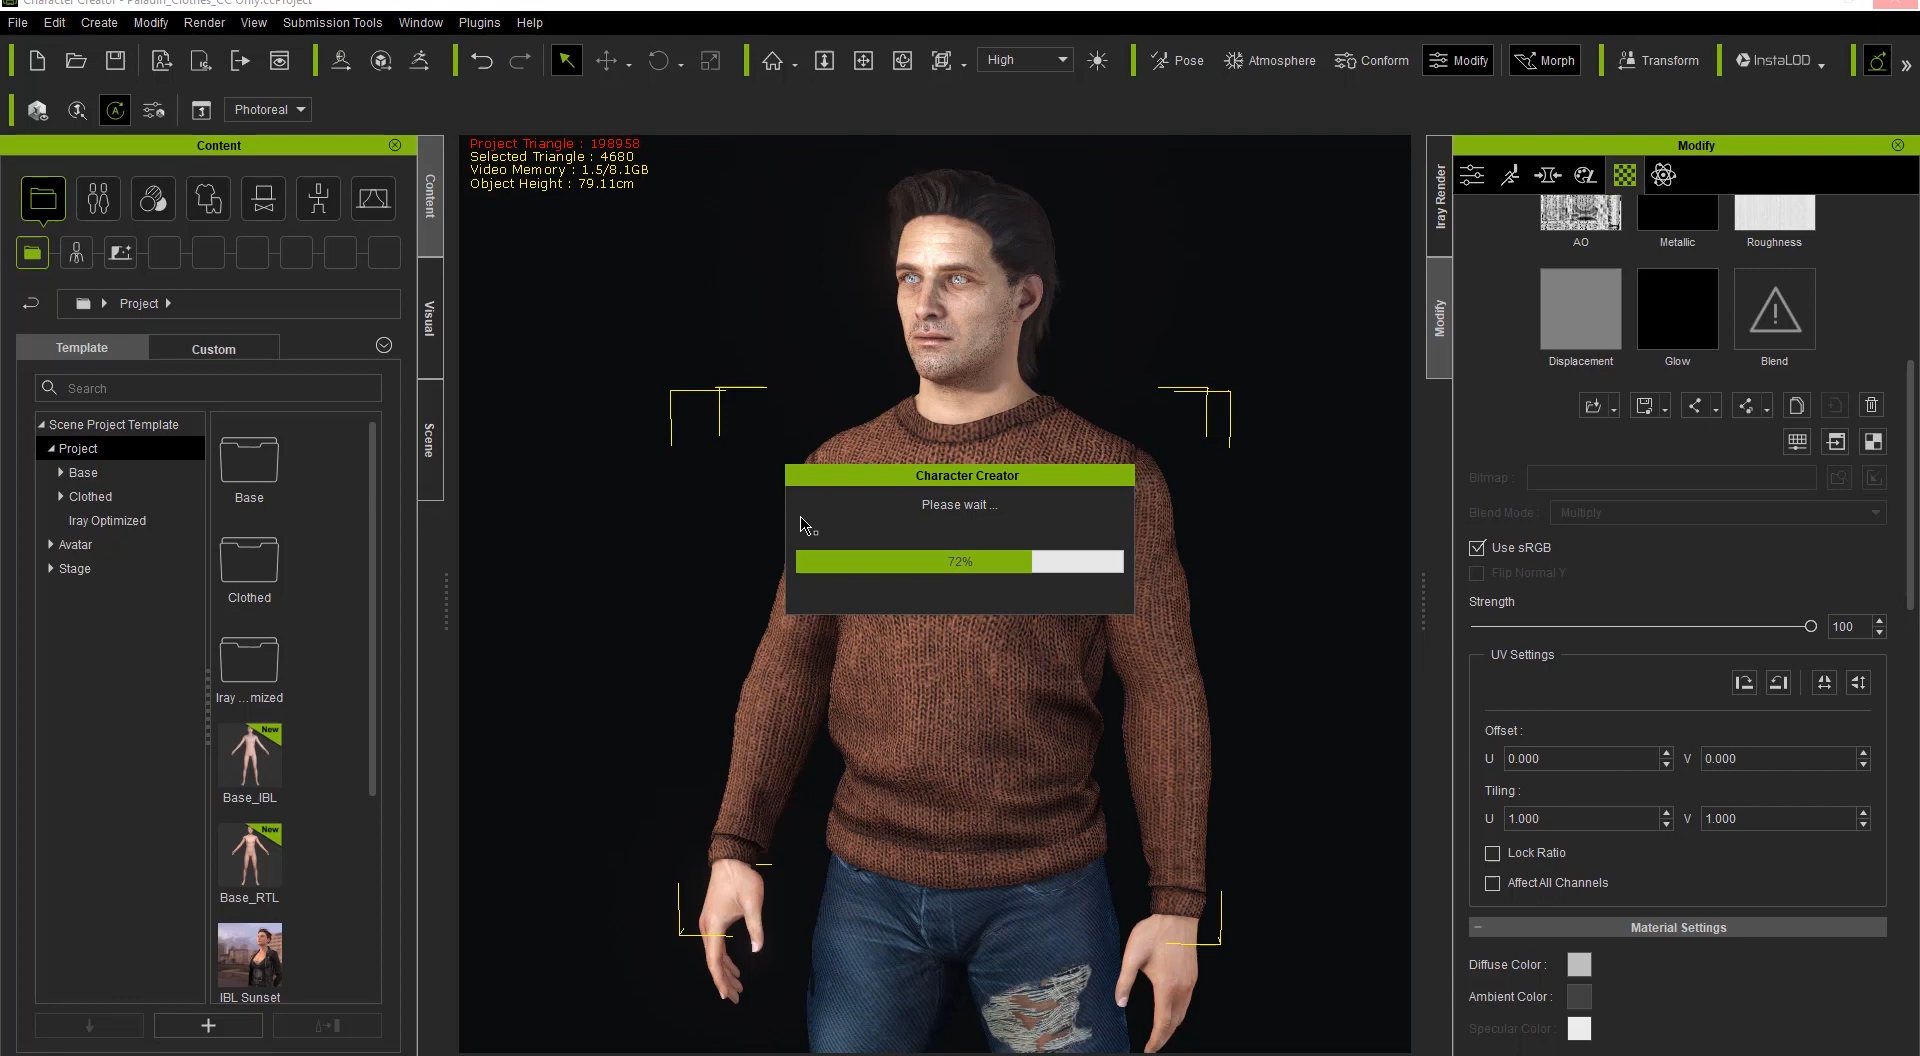 Character Creator - Paladin_Clothes_CC Only.ccProject
File Edit Create Modify Render View Submission Tools Window Plugins Help
High Pose Atmosphere Conform Modify Morph Transform InstaLOD
Photoreal
Content
Content
Visual
Scene
Project
Template Custom
Search
Scene Project Template
Project
Base
Clothed
Iray Optimized
Avatar
Stage
Base
Clothed
Iray ...mized
New
Base_IBL
New
Base_RTL
IBL Sunset
Project Triangle : 198958
Selected Triangle : 4680
Video Memory : 1.5/8.1GB
Object Height : 79.11cm
Character Creator
Please wait ...
72%
Iray Render
Modify
Modify
AO Metallic Roughness
Displacement Glow Blend
Bitmap :
Blend Mode : Multiply
Use sRGB
Flip Normal Y
Strength
100
UV Settings
Offset :
U 0.000 V 0.000
Tiling :
U 1.000 V 1.000
Lock Ratio
Affect All Channels
Material Settings
Diffuse Color :
Ambient Color :
Specular Color :